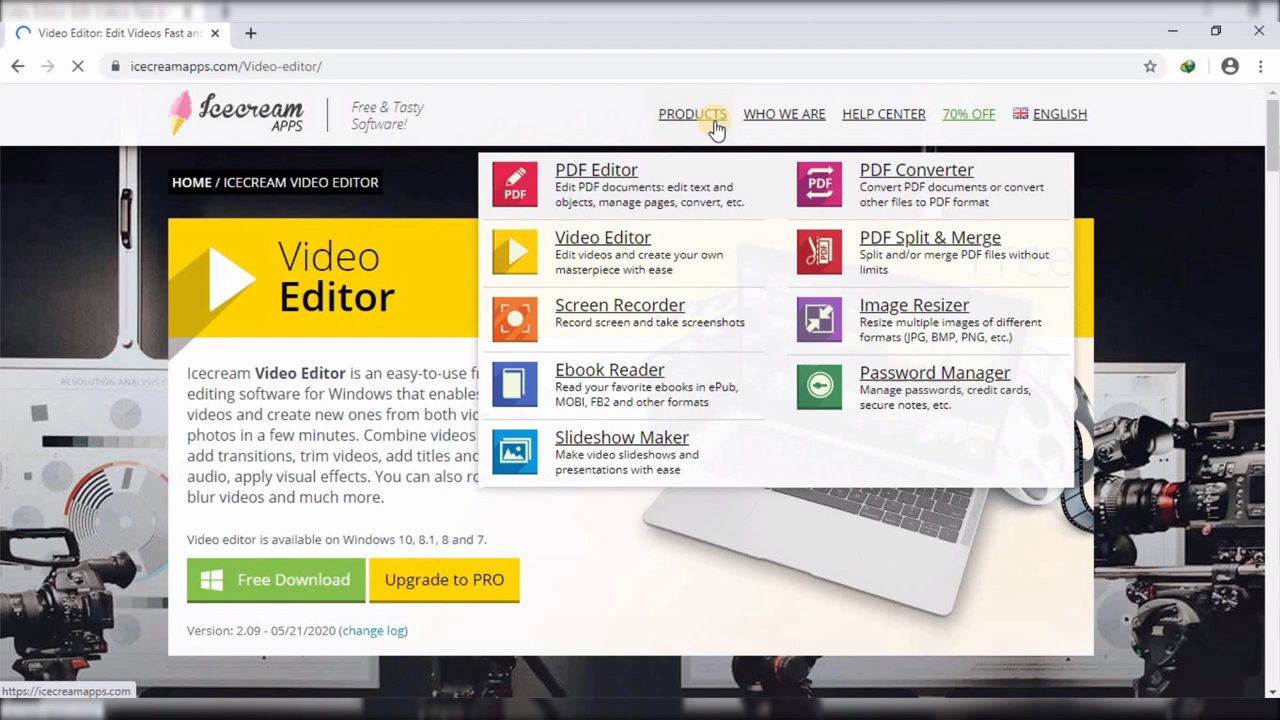 Video Editor: Edit Videos Fast an
icecreamapps.com/Video-editor/
Icecream
APPS
Free & Tasty
Software!
PRODUCTS
WHO WE ARE
HELP CENTER
70% OFF
ENGLISH
HOME / ICECREAM VIDEO EDITOR
PDF
PDF Editor
Edit PDF documents: edit text and
objects, manage pages, convert, etc.
Video Editor
Edit videos and create your own
masterpiece with ease
Screen Recorder
Record screen and take screenshots
Ebook Reader
Read your favorite ebooks in ePub,
MOBI, FB2 and other formats
Slideshow Maker
Make video slideshows and
presentations with ease
PDF
PDF Converter
Convert PDF documents or convert
other files to PDF format
PDF
PDF Split & Merge
Split and/or merge PDF files without
limits
Image Resizer
Resize multiple images of different
formats (JPG, BMP, PNG, etc.)
Password Manager
Manage passwords, credit cards,
secure notes, etc.
Video
Editor
Free
RESOLUTION ANALYSIS
Icecream Video Editor is an easy-to-use f
editing software for Windows that enables
videos and create new ones from both vi
photos in a few minutes. Combine videos
add transitions, trim videos, add titles and
audio, apply visual effects. You can also ro
blur videos and much more.
Video editor is available on Windows 10, 8.1, 8 and 7.
Free Download
Upgrade to PRO
Version: 2.09 - 05/21/2020 (change log)
https://icecreamapps.com